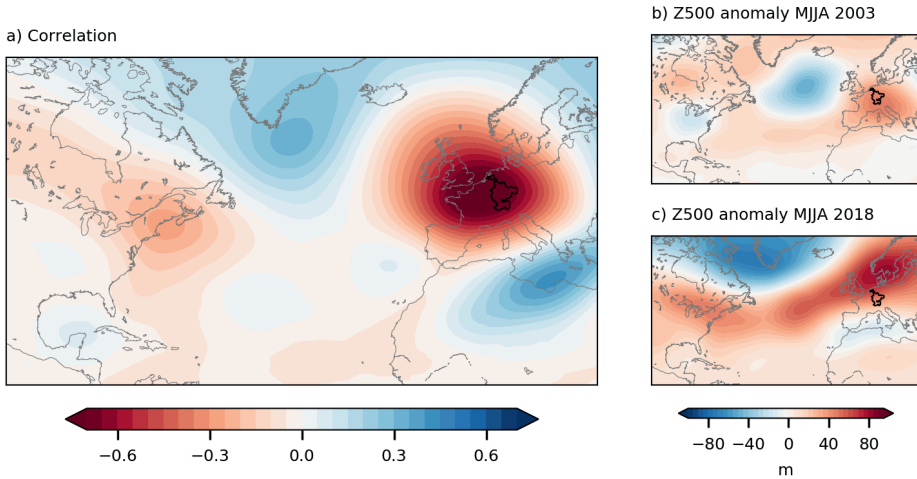 a) Correlation
−0.6 −0.3 0.0 0.3 0.6
b) Z500 anomaly MJJA 2003
c) Z500 anomaly MJJA 2018
−80 −40 0 40 80
m